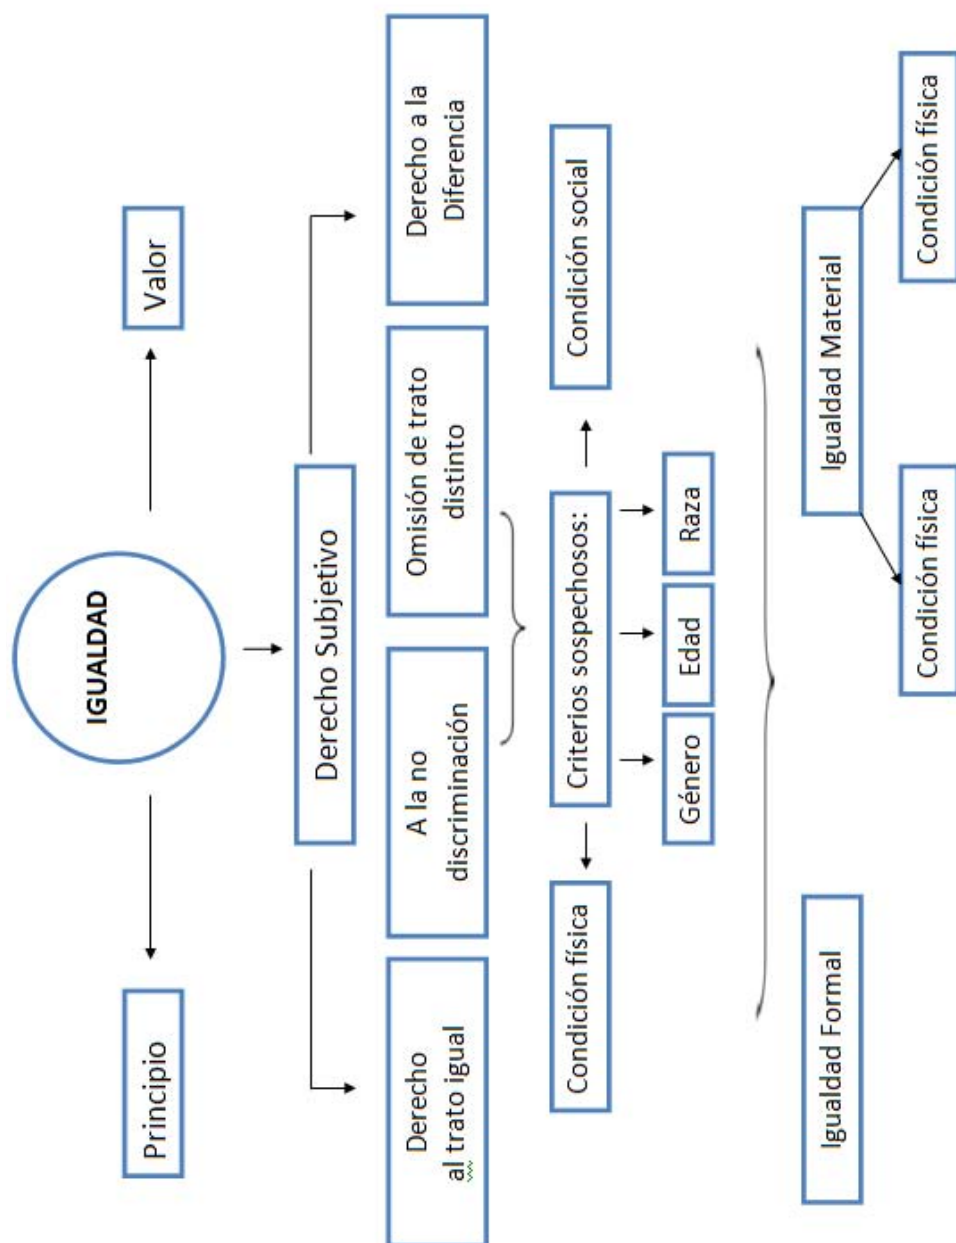 IGUALDAD
Principio
Valor
Derecho Subjetivo
Derecho
al trato igual
A la no
discriminación
Omisión de trato
distinto
Derecho a la
Diferencia
Condición física
Criterios sospechosos:
Condición social
Género
Edad
Raza
Igualdad Formal
Igualdad Material
Condición física
Condición física